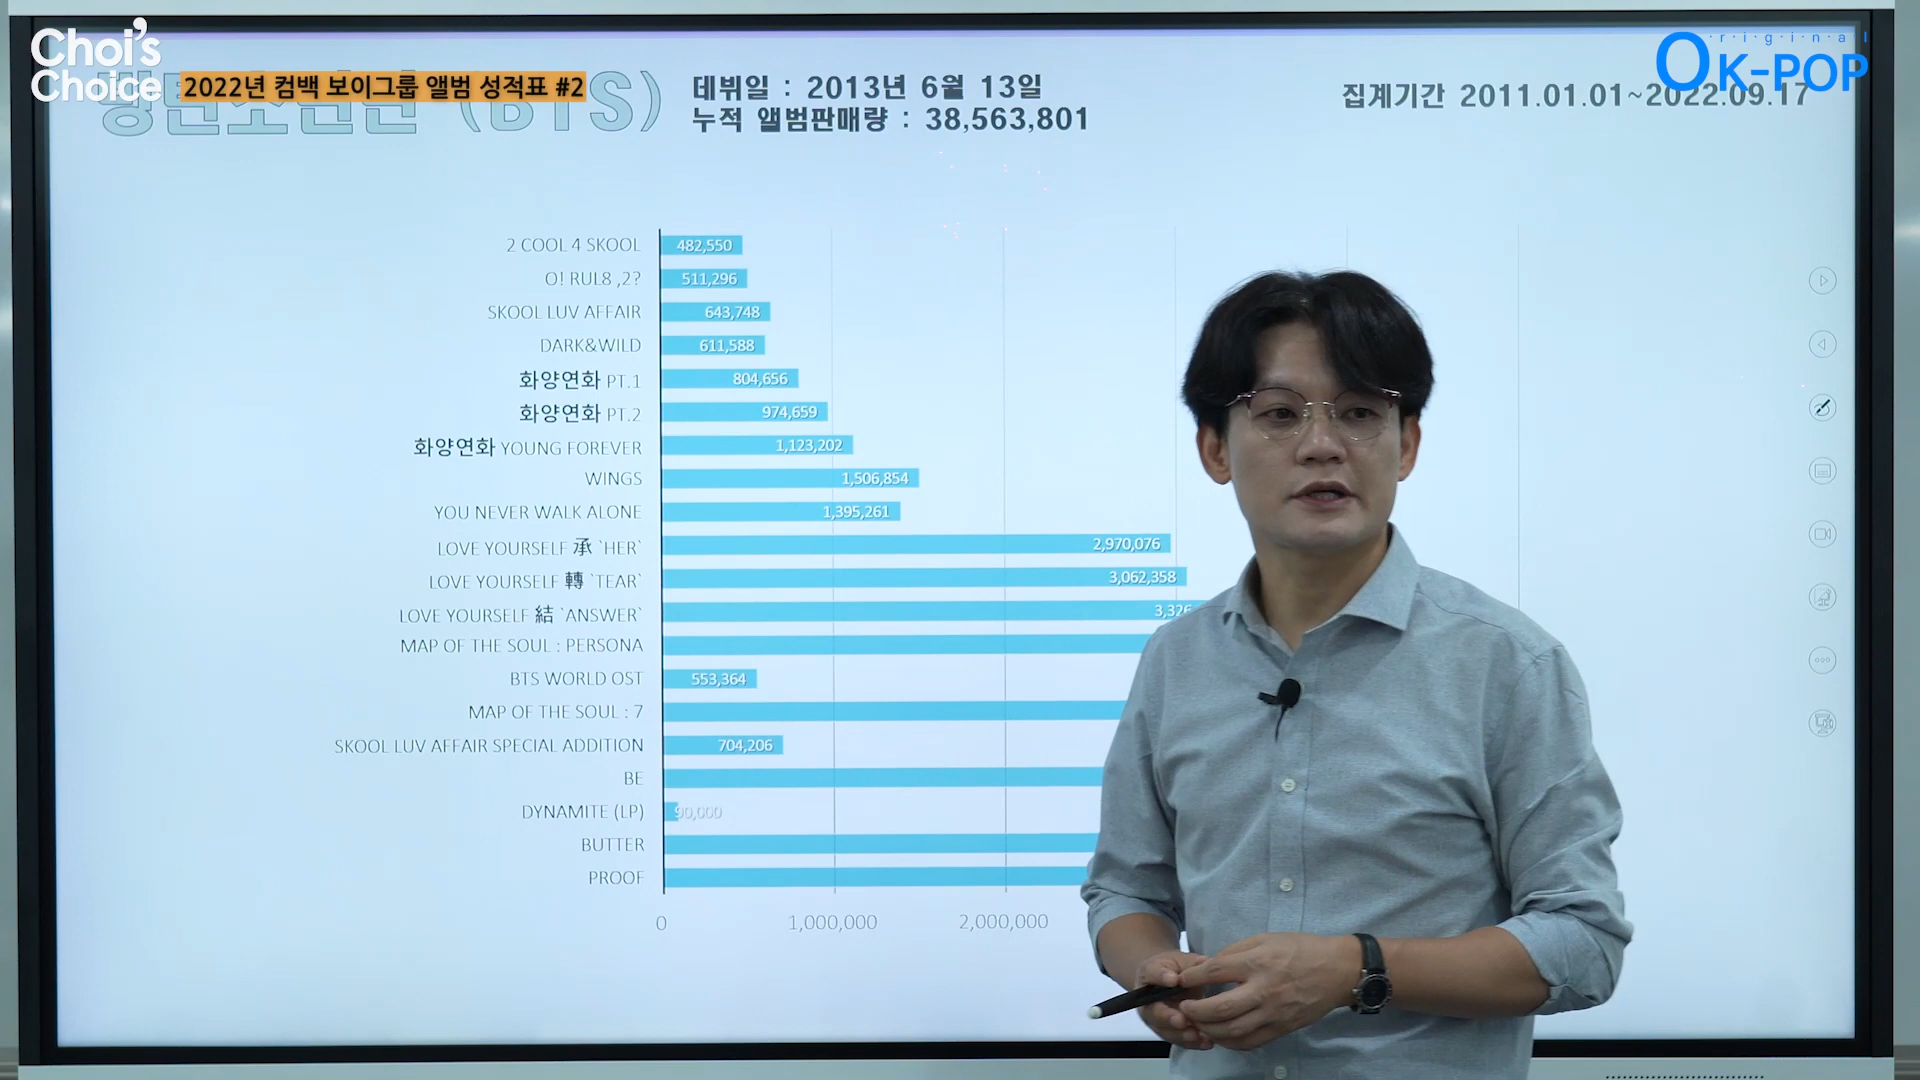 Choi's
Choice
2022년 컴백 보이그룹 앨범 성적표 #2
(BTS)
데뷔일 : 2013년 6월 13일
누적 앨범판매량 : 38,563,801
original
OK-POP
집계기간 2011.01.01~2022.09.17
2 COOL 4 SKOOL 482,550
O! RUL8 ,2? 511,296
SKOOL LUV AFFAIR 643,748
DARK&WILD 611,588
화양연화 PT.1 804,656
화양연화 PT.2 974,659
화양연화 YOUNG FOREVER 1,123,202
WINGS 1,506,854
YOU NEVER WALK ALONE 1,395,261
LOVE YOURSELF 承 `HER` 2,970,076
LOVE YOURSELF 轉 `TEAR` 3,062,358
LOVE YOURSELF 結 `ANSWER` 3,326
MAP OF THE SOUL : PERSONA
BTS WORLD OST 553,364
MAP OF THE SOUL : 7
SKOOL LUV AFFAIR SPECIAL ADDITION 704,206
BE
DYNAMITE (LP) 90,000
BUTTER
PROOF
0 1,000,000 2,000,000